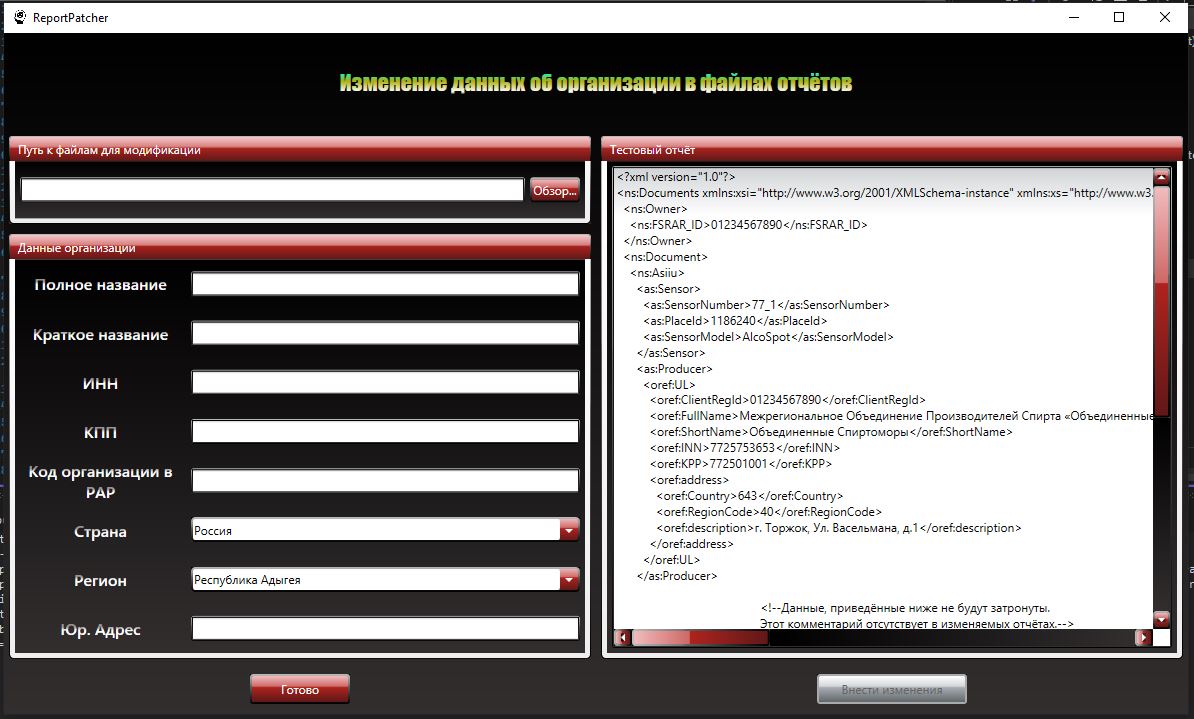 ReportPatcher
Изменение данных об организации в файлах отчётов
Путь к файлам для модификации
Обзор...
Данные организации
Полное название
Краткое название
ИНН
КПП
Код организации в
РАР
Страна
Россия
Регион
Республика Адыгея
Юр. Адрес
Готово
Тестовый отчёт
<?xml version="1.0"?>
<ns:Documents xmlns:xsi="http://www.w3.org/2001/XMLSchema-instance" xmlns:xs="http://www.w3.
<ns:Owner>
<ns:FSRAR_ID>01234567890</ns:FSRAR_ID>
</ns:Owner>
<ns:Document>
<ns:Asiiu>
<as:Sensor>
<as:SensorNumber>77_1</as:SensorNumber>
<as:PlaceId>1186240</as:PlaceId>
<as:SensorModel>AlcoSpot</as:SensorModel>
</as:Sensor>
<as:Producer>
<oref:UL>
<oref:ClientRegId>01234567890</oref:ClientRegId>
<oref:FullName>Межрегиональное Объединение Производителей Спирта «Объединенные
<oref:ShortName>Объединенные Спиртоморы</oref:ShortName>
<oref:INN>7725753653</oref:INN>
<oref:KPP>772501001</oref:KPP>
<oref:address>
<oref:Country>643</oref:Country>
<oref:RegionCode>40</oref:RegionCode>
<oref:description>г. Торжок, Ул. Васельмана, д.1</oref:description>
</oref:address>
</oref:UL>
</as:Producer>
<!--Данные, приведённые ниже не будут затронуты.
Этот комментарий отсутствует в изменяемых отчётах.-->
Внести изменения